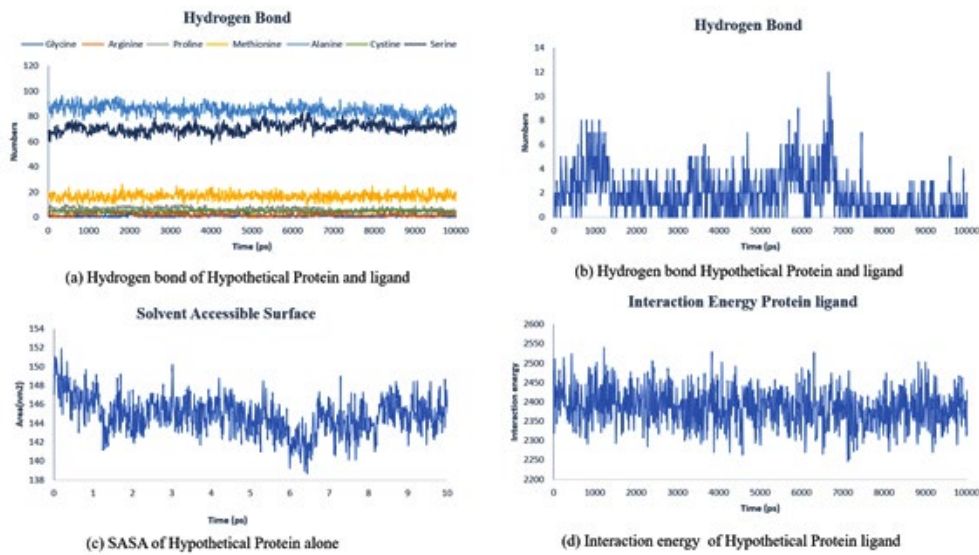 Hydrogen Bond
Glycine Arginine Proline Methionine Alanine Cystine Serine
120
100
80
60
40
20
0
Numbers
0 1000 2000 3000 4000 5000 6000 7000 8000 9000 10000
Time (ps)
(a) Hydrogen bond of Hypothetical Protein and ligand
Hydrogen Bond
14
12
10
8
6
4
2
0
Numbers
0 1000 2000 3000 4000 5000 6000 7000 8000 9000 10000
Time (ps)
(b) Hydrogen bond Hypothetical Protein and ligand
Solvent Accessible Surface
154
152
150
148
146
144
142
140
138
Area(nm2)
0 1 2 3 4 5 6 7 8 9 10
Time (ps)
(c) SASA of Hypothetical Protein alone
Interaction Energy Protein ligand
2600
2550
2500
2450
2400
2350
2300
2250
2200
Interaction energy
0 1000 2000 3000 4000 5000 6000 7000 8000 9000 10000
Time (ps)
(d) Interaction energy of Hypothetical Protein ligand